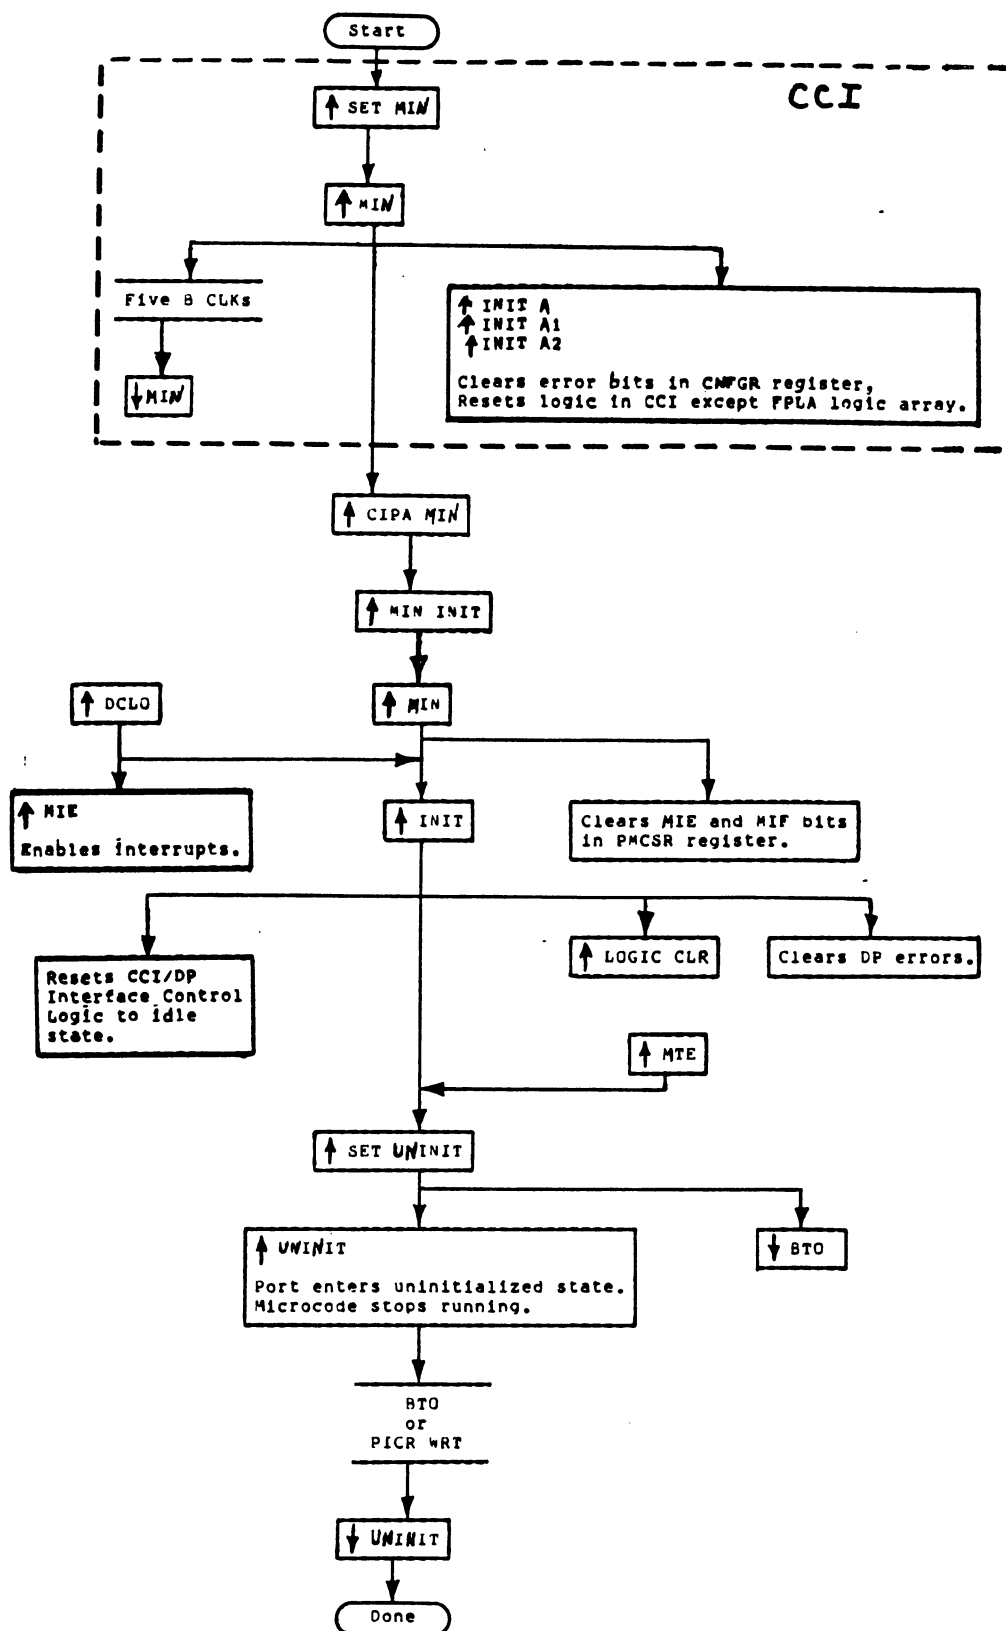 Start
CCI
↑ SET MIN
↑ MIN
Five B CLKs
↑ INIT A
↑ INIT A1
↑ INIT A2
Clears error bits in CNFGR register,
Resets logic in CCI except FPLA logic array.
↓ MIN
↑ CIPA MIN
↑ MIN INIT
↑ DCLO
↑ MIN
↑ MIE
Enables interrupts.
↑ INIT
Clears MIE and MIF bits
in PMCSR register.
Resets CCI/DP
Interface Control
Logic to idle
state.
↑ LOGIC CLR
Clears DP errors.
↑ MTE
↑ SET UNINIT
↑ UNINIT
Port enters uninitialized state.
Microcode stops running.
↓ BTO
BTO
or
PICR WRT
↓ UNINIT
Done